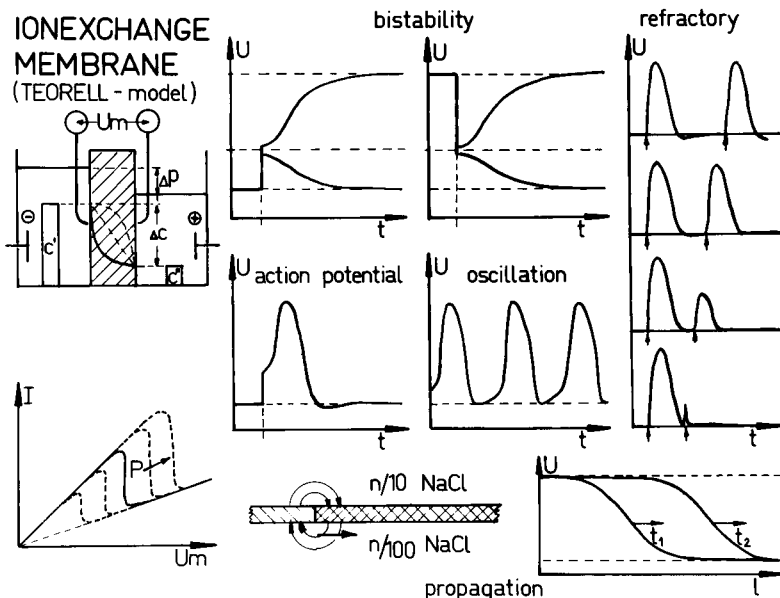 IONEXCHANGE
MEMBRANE
(TEORELL - model)
Um
Δp
Δc
⊖
⊕
c'
c"
bistability
U
t
U
t
refractory
U
action potential
U
t
oscillation
U
t
t
I
P
Um
n/10 NaCl
n/100 NaCl
propagation
U
t₁
t₂
l